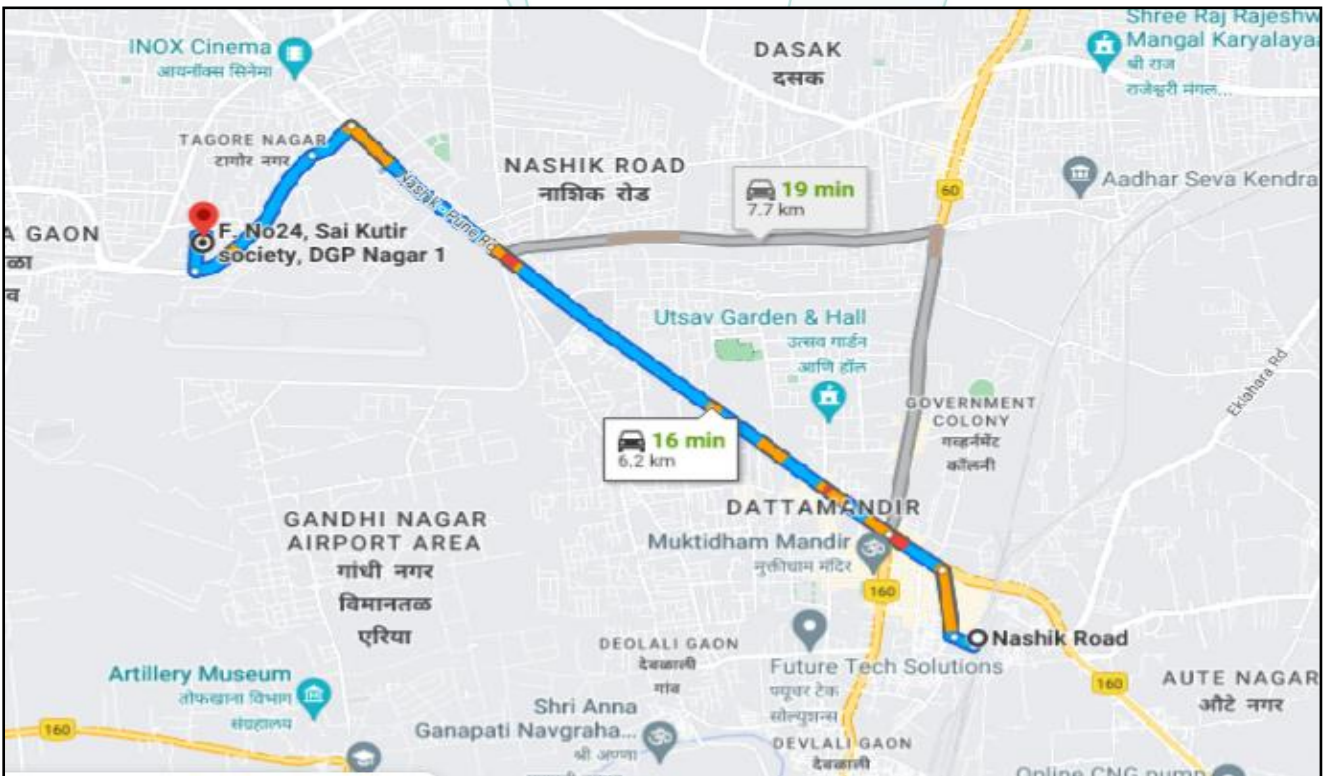 INOX Cinema
आयनॉक्स सिनेमा
DASAK
दसक
Shree Raj Rajeshw
Mangal Karyalayaa
श्री राज
राजेश्वरी मंगल...
TAGORE NAGAR
टागोर नगर
NASHIK ROAD
नाशिक रोड
19 min
7.7 km
60
Aadhar Seva Kendra
Nashik - Pune Rd
A GAON
ळा
व
F. No24, Sai Kutir
society, DGP Nagar 1
Utsav Garden & Hall
उत्सव गार्डन
आणि हॉल
Eklahara Rd
GOVERNMENT
COLONY
गव्हर्नमेंट
कॉलनी
16 min
6.2 km
DATTAMANDIR
GANDHI NAGAR
AIRPORT AREA
गांधी नगर
विमानतळ
एरिया
Muktidham Mandir
मुक्तीधाम मंदिर
160
Nashik Road
DEOLALI GAON
देवळाली
गांव
Future Tech Solutions
फ्यूचर टेक
सोल्युशन्स
Artillery Museum
तोफखाना विभाग
संग्रहालय
160
AUTE NAGAR
औटे नगर
Shri Anna
Ganapati Navgraha...
श्री अण्णा
160
DEVLALI GAON
देवळाली
Online CNG pump